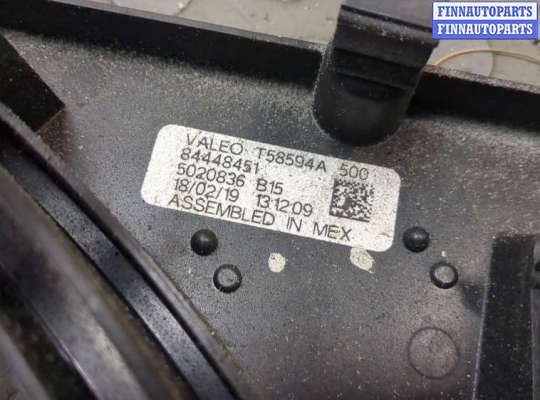 FINNAUTOPARTS
FINNAUTOPARTS
VALEO T58594A 500
84448451
5020836 B15
18/02/19 13:12:09
ASSEMBLED IN MEX